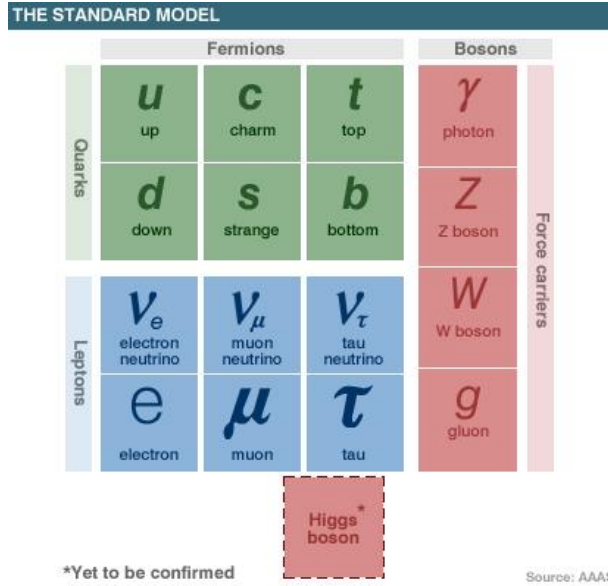 THE STANDARD MODEL
Fermions
Bosons
Quarks
u
up
c
charm
t
top
d
down
s
strange
b
bottom
Leptons
νe
electron
neutrino
νμ
muon
neutrino
ντ
tau
neutrino
e
electron
μ
muon
τ
tau
γ
photon
Z
Z boson
W
W boson
g
gluon
Force carriers
Higgs*
boson
*Yet to be confirmed
Source: AAAS